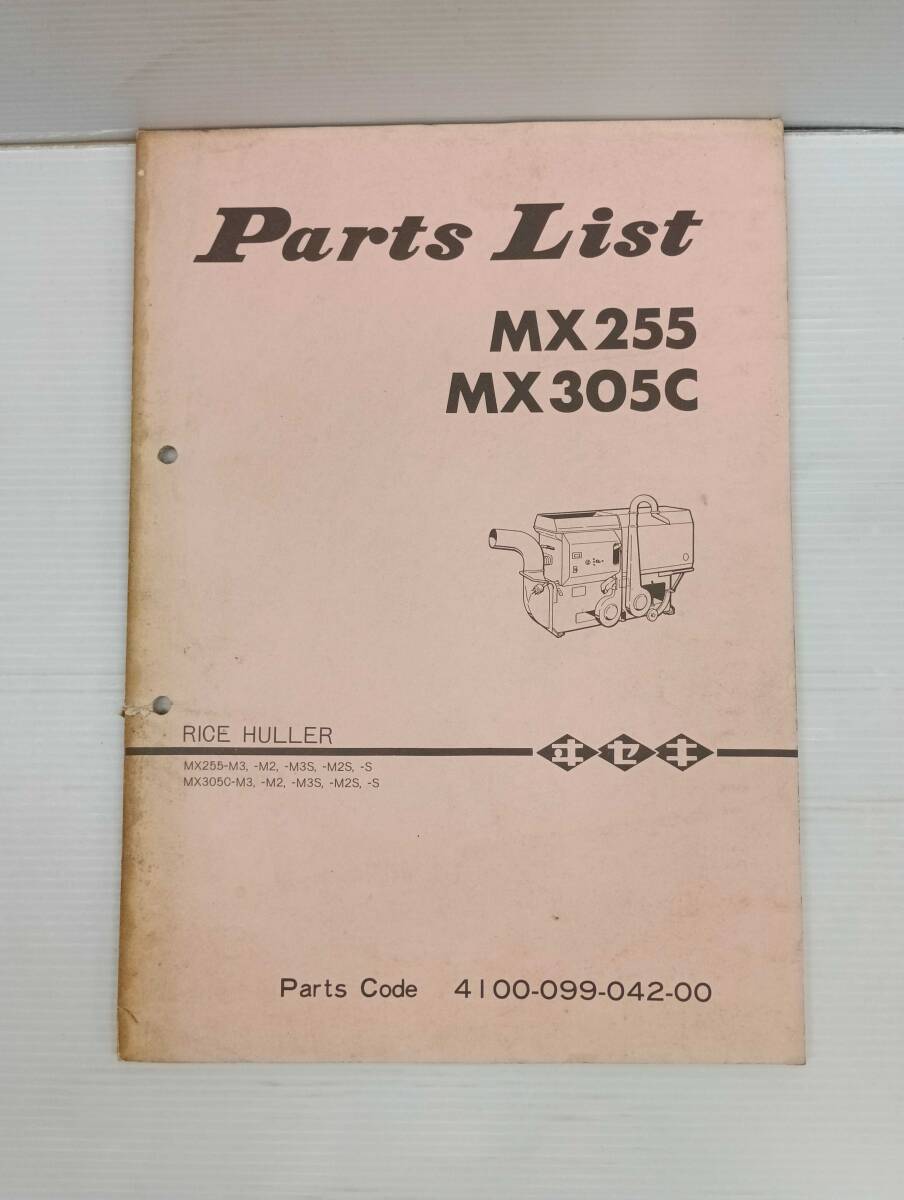 Parts List
MX255
MX305C
RICE HULLER
MX255-M3, -M2, -M3S, -M2S, -S
MX305C-M3, -M2, -M3S, -M2S, -S
ヰセキ
Parts Code 4100-099-042-00